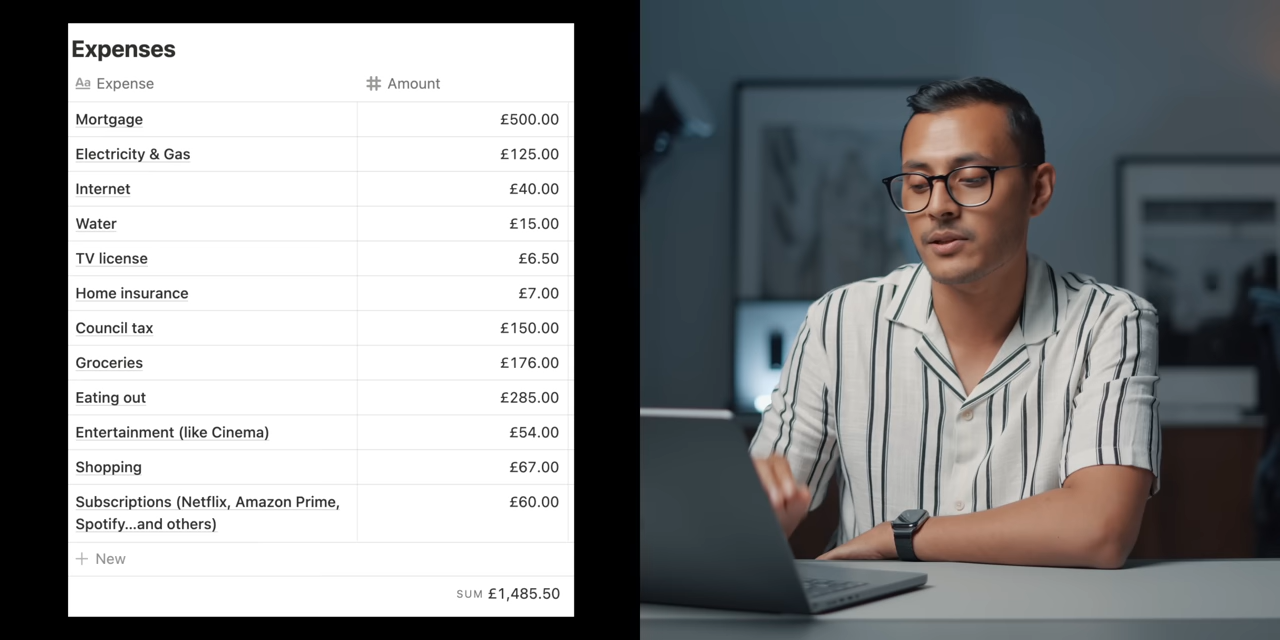 Expenses
Aa Expense # Amount
Mortgage £500.00
Electricity & Gas £125.00
Internet £40.00
Water £15.00
TV license £6.50
Home insurance £7.00
Council tax £150.00
Groceries £176.00
Eating out £285.00
Entertainment (like Cinema) £54.00
Shopping £67.00
Subscriptions (Netflix, Amazon Prime, £60.00
Spotify...and others)
+ New
SUM £1,485.50